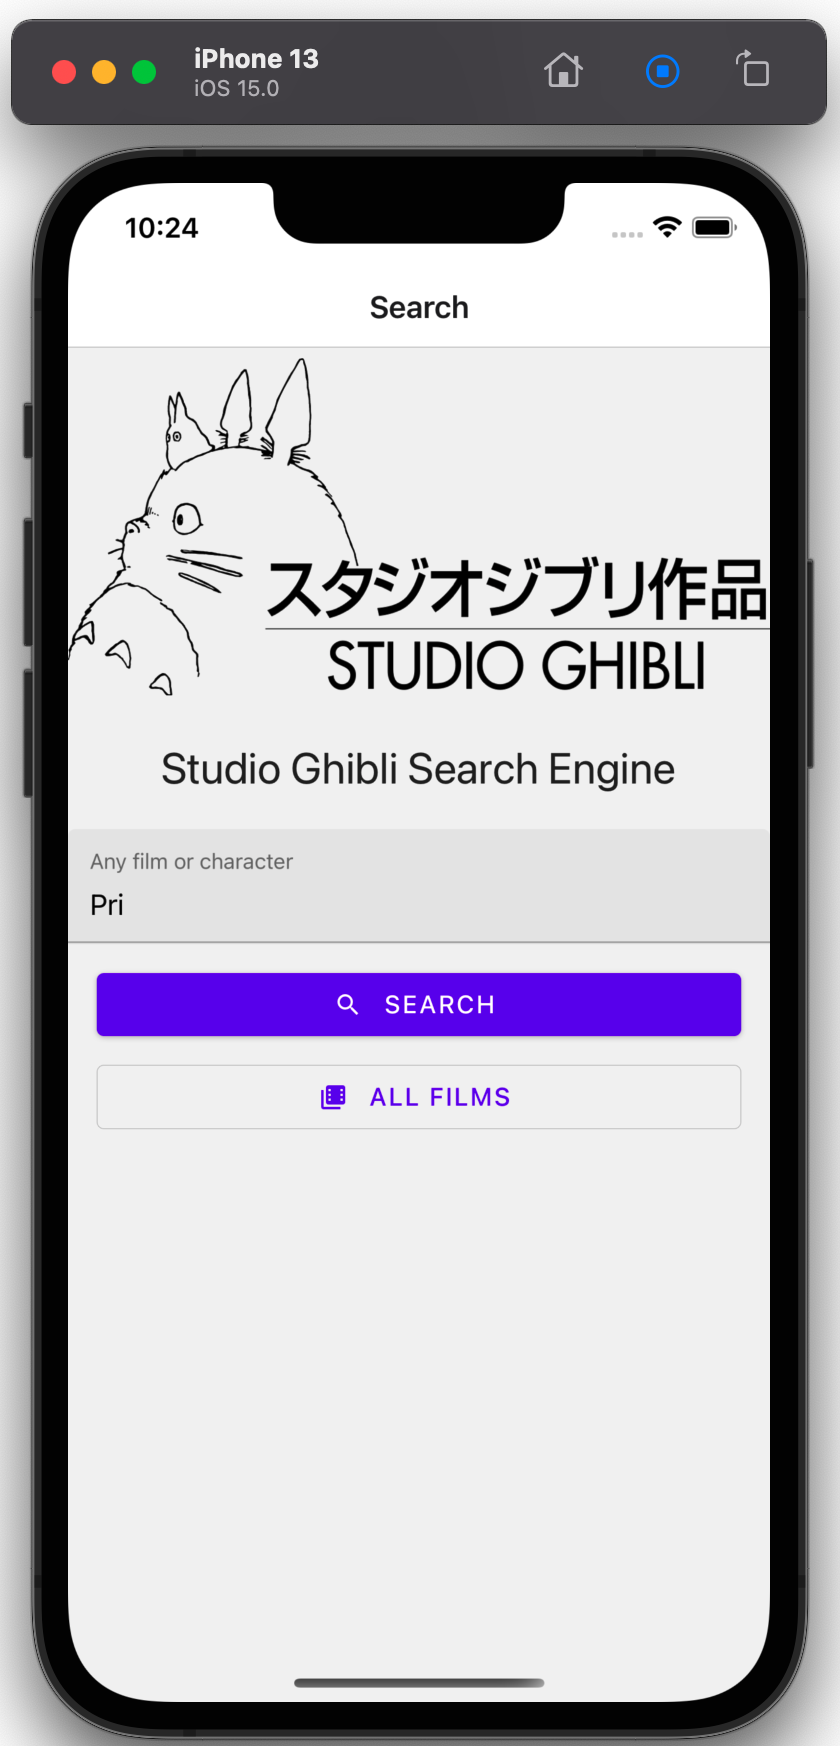 iPhone 13
iOS 15.0
10:24
Search
スタジオジブリ作品
STUDIO GHIBLI
Studio Ghibli Search Engine
Any film or character
Pri
SEARCH
ALL FILMS